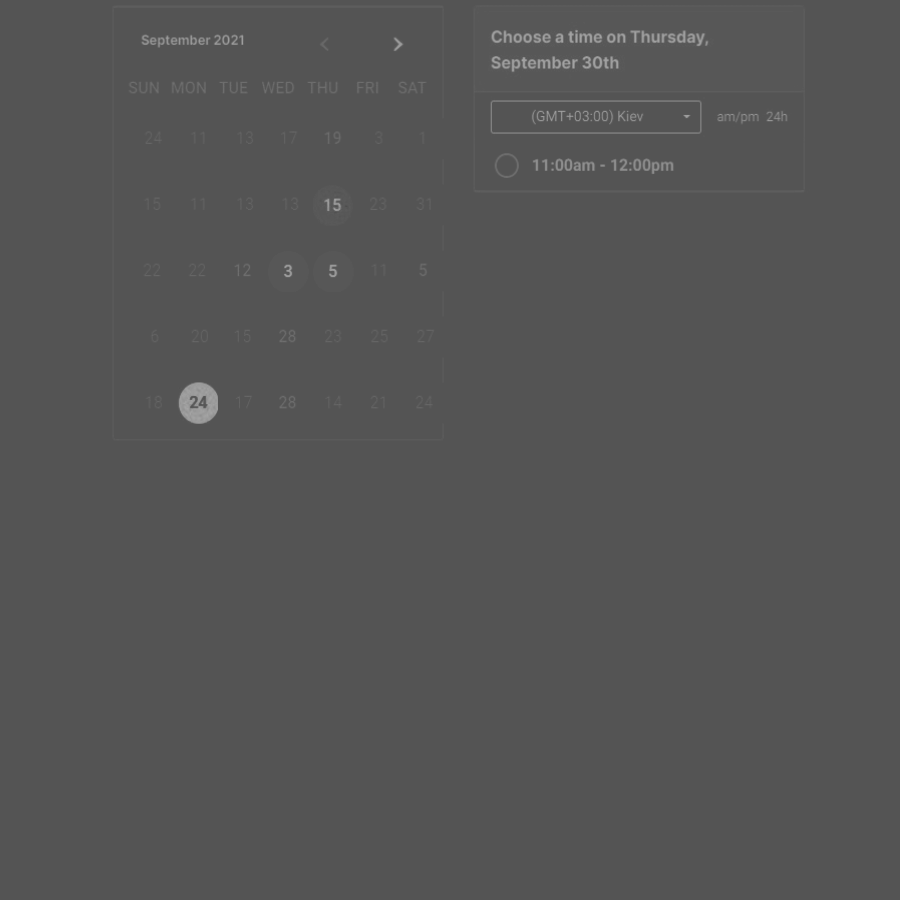 September 2021
SUN MON TUE WED THU FRI SAT
24 11 13 17 19 3 1
15 11 13 13 15 23 31
22 22 12 3 5 11 5
6 20 15 28 23 25 27
18 24 17 28 14 21 24
Choose a time on Thursday,
September 30th
(GMT+03:00) Kiev am/pm 24h
11:00am - 12:00pm